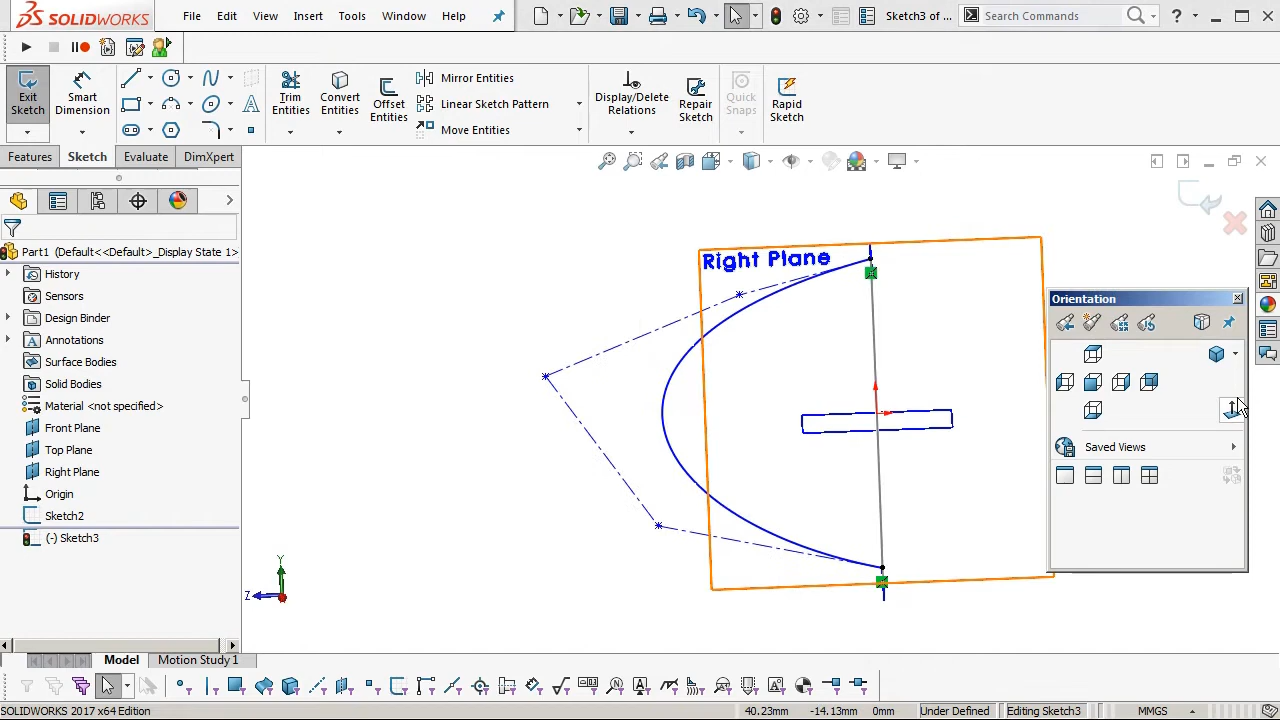 SOLIDWORKS File Edit View Insert Tools Window Help Sketch3 of ... Search Commands
Exit Sketch
Smart Dimension
Trim Entities
Convert Entities
Offset Entities
Mirror Entities
Linear Sketch Pattern
Move Entities
Display/Delete Relations
Repair Sketch
Quick Snaps
Rapid Sketch
Features Sketch Evaluate DimXpert
Part1 (Default<<Default>_Display State 1>
History
Sensors
Design Binder
Annotations
Surface Bodies
Solid Bodies
Material <not specified>
Front Plane
Top Plane
Right Plane
Origin
Sketch2
(-) Sketch3
Right Plane
Orientation
Saved Views
Y
Z
Model Motion Study 1
SOLIDWORKS 2017 x64 Edition 40.23mm -14.13mm 0mm Under Defined Editing Sketch3 MMGS